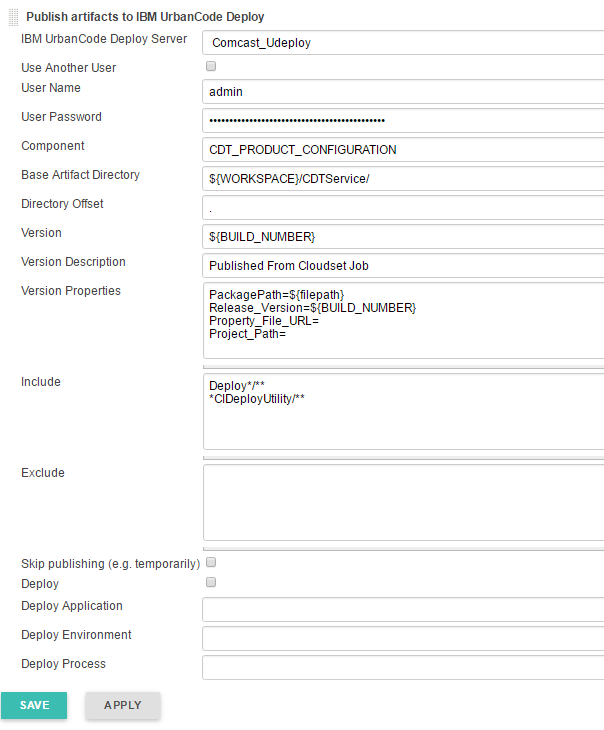 Publish artifacts to IBM UrbanCode Deploy
IBM UrbanCode Deploy Server
Comcast_Udeploy
Use Another User
User Name
admin
User Password
Component
CDT_PRODUCT_CONFIGURATION
Base Artifact Directory
${WORKSPACE}/CDTService/
Directory Offset
.
Version
${BUILD_NUMBER}
Version Description
Published From Cloudset Job
Version Properties
PackagePath=${filepath}
Release_Version=${BUILD_NUMBER}
Property_File_URL=
Project_Path=
Include
Deploy*/**
*CIDeployUtility/**
Exclude
Skip publishing (e.g. temporarily)
Deploy
Deploy Application
Deploy Environment
Deploy Process
SAVE
APPLY